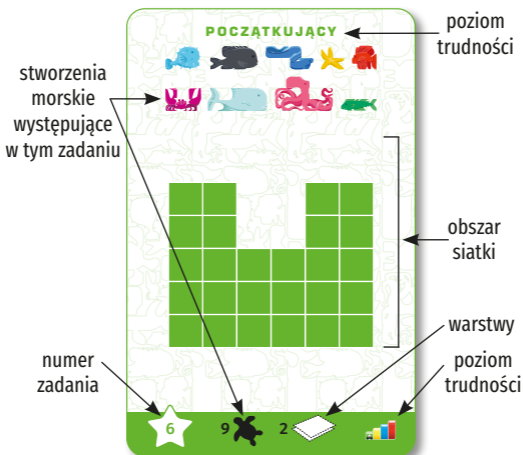 POCZĄTKUJĄCY
poziom
trudności
stworzenia
morskie
występujące
w tym zadaniu
obszar
siatki
warstwy
numer
zadania
poziom
trudności
6
9
2